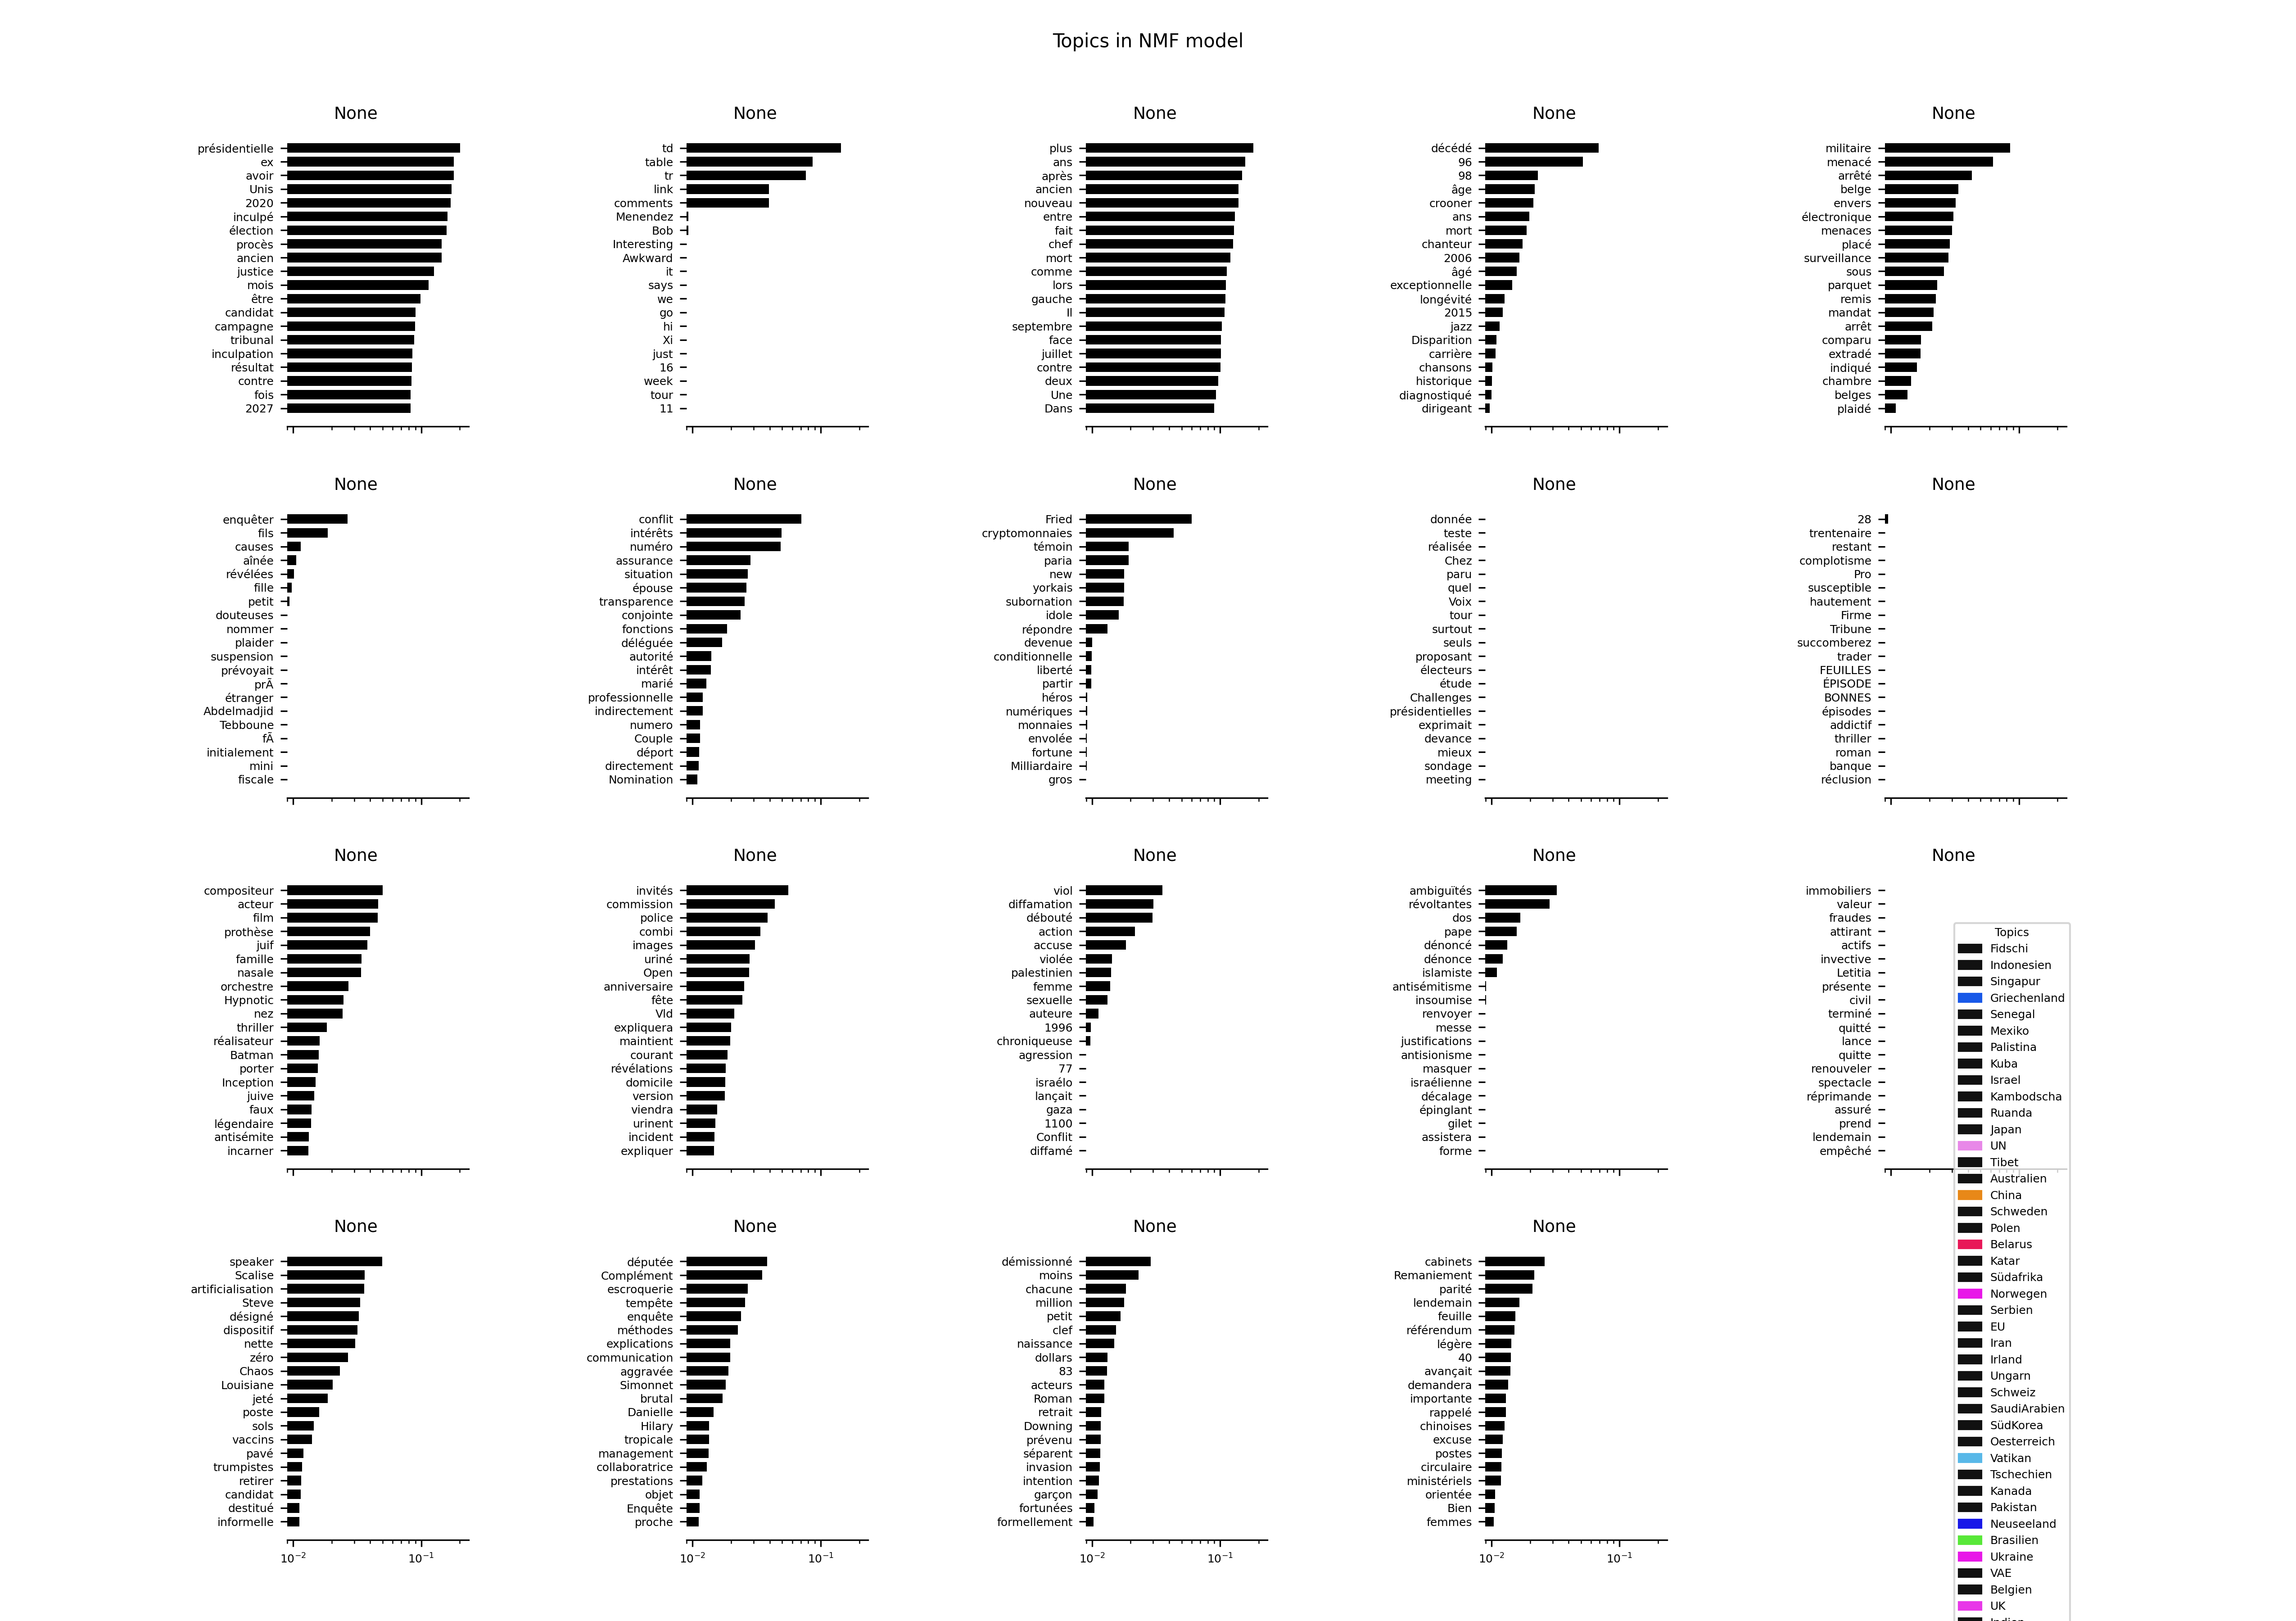 Topics in NMF model
None
présidentielle
ex
avoir
Unis
2020
inculpé
élection
procès
ancien
justice
mois
être
candidat
campagne
tribunal
inculpation
résultat
contre
fois
2027
None
td
table
tr
link
comments
Menendez
Bob
Interesting
Awkward
it
says
we
go
hi
Xi
just
16
week
tour
11
None
plus
ans
après
ancien
nouveau
entre
fait
chef
mort
comme
lors
gauche
Il
septembre
face
juillet
contre
deux
Une
Dans
None
décédé
96
98
âge
crooner
ans
mort
chanteur
2006
âgé
exceptionnelle
longévité
2015
jazz
Disparition
carrière
chansons
historique
diagnostiqué
dirigeant
None
militaire
menacé
arrêté
belge
envers
électronique
menaces
placé
surveillance
sous
parquet
remis
mandat
arrêt
comparu
extradé
indiqué
chambre
belges
plaidé
None
enquêter
fils
causes
aînée
révélées
fille
petit
douteuses
nommer
plaider
suspension
prévoyait
prÃ
étranger
Abdelmadjid
Tebboune
fÃ
initialement
mini
fiscale
None
conflit
intérêts
numéro
assurance
situation
épouse
transparence
conjointe
fonctions
déléguée
autorité
intérêt
marié
professionnelle
indirectement
numero
Couple
déport
directement
Nomination
None
Fried
cryptomonnaies
témoin
paria
new
yorkais
subornation
idole
répondre
devenue
conditionnelle
liberté
partir
héros
numériques
monnaies
envolée
fortune
Milliardaire
gros
None
donnée
teste
réalisée
Chez
paru
quel
Voix
tour
surtout
seuls
proposant
électeurs
étude
Challenges
présidentielles
exprimait
devance
mieux
sondage
meeting
None
28
trentenaire
restant
complotisme
Pro
susceptible
hautement
Firme
Tribune
succomberez
trader
FEUILLES
ÉPISODE
BONNES
épisodes
addictif
thriller
roman
banque
réclusion
None
compositeur
acteur
film
prothèse
juif
famille
nasale
orchestre
Hypnotic
nez
thriller
réalisateur
Batman
porter
Inception
juive
faux
légendaire
antisémite
incarner
None
invités
commission
police
combi
images
uriné
Open
anniversaire
fête
Vld
expliquera
maintient
courant
révélations
domicile
version
viendra
urinent
incident
expliquer
None
viol
diffamation
débouté
action
accuse
violée
palestinien
femme
sexuelle
auteure
1996
chroniqueuse
agression
77
israélo
lançait
gaza
1100
Conflit
diffamé
None
ambiguïtés
révoltantes
dos
pape
dénoncé
dénonce
islamiste
antisémitisme
insoumise
renvoyer
messe
justifications
antisionisme
masquer
israélienne
décalage
épinglant
gilet
assistera
forme
None
immobiliers
valeur
fraudes
attirant
actifs
invective
Letitia
présente
civil
terminé
quitté
lance
quitte
renouveler
spectacle
réprimande
assuré
prend
lendemain
empêché
None
speaker
Scalise
artificialisation
Steve
désigné
dispositif
nette
zéro
Chaos
Louisiane
jeté
poste
sols
vaccins
pavé
trumpistes
retirer
candidat
destitué
informelle
10⁻² 10⁻¹
None
députée
Complément
escroquerie
tempête
enquête
méthodes
explications
communication
aggravée
Simonnet
brutal
Danielle
Hilary
tropicale
management
collaboratrice
prestations
objet
Enquête
proche
10⁻² 10⁻¹
None
démissionné
moins
chacune
million
petit
clef
naissance
dollars
83
acteurs
Roman
retrait
Downing
prévenu
séparent
invasion
intention
garçon
fortunées
formellement
10⁻² 10⁻¹
None
cabinets
Remaniement
parité
lendemain
feuille
référendum
légère
40
avançait
demandera
importante
rappelé
chinoises
excuse
postes
circulaire
ministériels
orientée
Bien
femmes
10⁻² 10⁻¹
Topics
Fidschi
Indonesien
Singapur
Griechenland
Senegal
Mexiko
Palistina
Kuba
Israel
Kambodscha
Ruanda
Japan
UN
Tibet
Australien
China
Schweden
Polen
Belarus
Katar
Südafrika
Norwegen
Serbien
EU
Iran
Irland
Ungarn
Schweiz
SaudiArabien
SüdKorea
Oesterreich
Vatikan
Tschechien
Kanada
Pakistan
Neuseeland
Brasilien
Ukraine
VAE
Belgien
UK